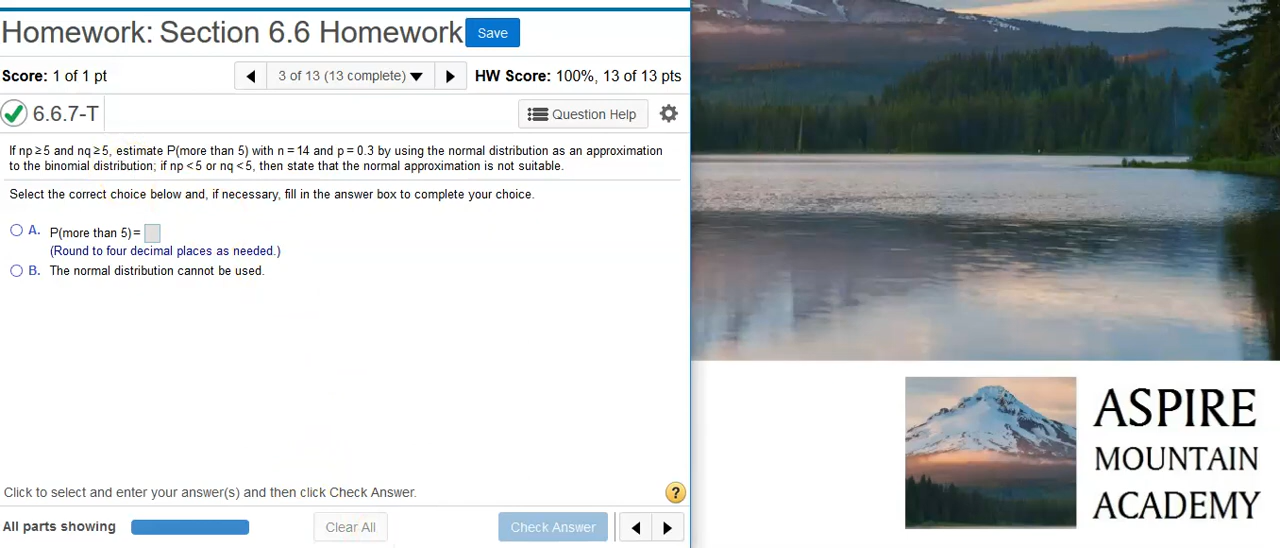 Homework: Section 6.6 Homework Save
Score: 1 of 1 pt
3 of 13 (13 complete)
HW Score: 100%, 13 of 13 pts
6.6.7-T
Question Help
If np ≥ 5 and nq ≥ 5, estimate P(more than 5) with n = 14 and p = 0.3 by using the normal distribution as an approximation
to the binomial distribution; if np < 5 or nq < 5, then state that the normal approximation is not suitable.
Select the correct choice below and, if necessary, fill in the answer box to complete your choice.
A. P(more than 5) =
(Round to four decimal places as needed.)
B. The normal distribution cannot be used.
Click to select and enter your answer(s) and then click Check Answer.
?
All parts showing
Clear All
Check Answer
ASPIRE
MOUNTAIN
ACADEMY